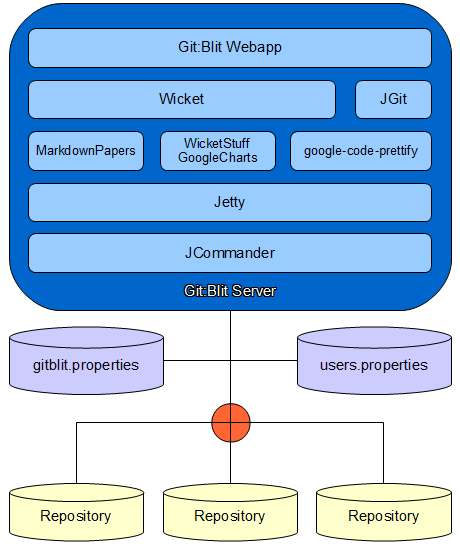 Git:Blit Webapp
Wicket
JGit
MarkdownPapers
WicketStuff
GoogleCharts
google-code-prettify
Jetty
JCommander
Git:Blit Server
gitblit.properties
users.properties
Repository
Repository
Repository